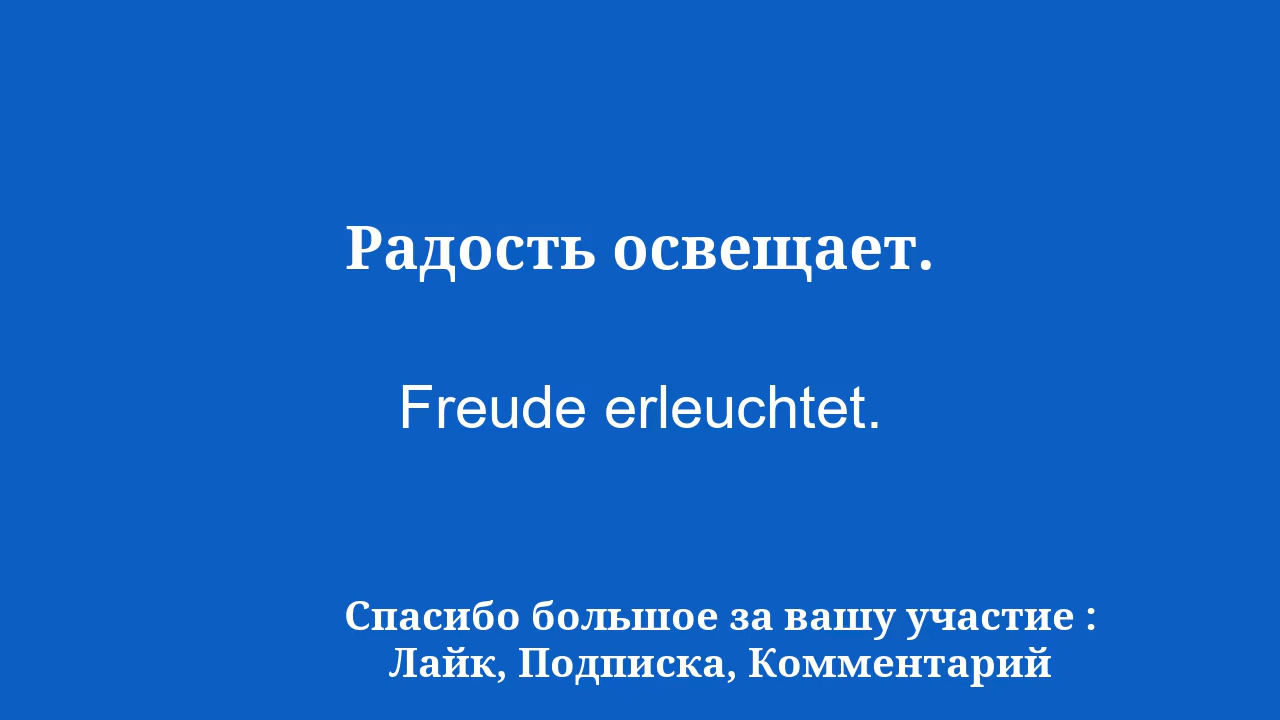 Радость освещает.
Freude erleuchtet.
Спасибо большое за вашу участие :
Лайк, Подписка, Комментарий